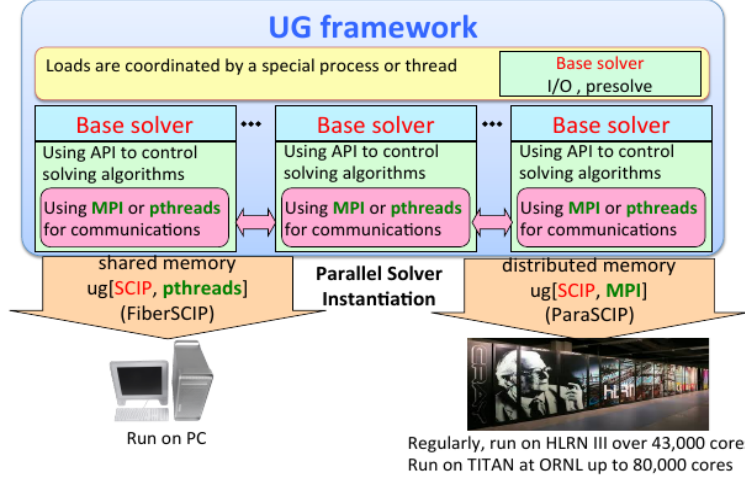 UG framework
Loads are coordinated by a special process or thread
Base solver
I/O , presolve
Base solver
Using API to control
solving algorithms
Using MPI or pthreads
for communications
•••
Base solver
Using API to control
solving algorithms
Using MPI or pthreads
for communications
•••
Base solver
Using API to control
solving algorithms
Using MPI or pthreads
for communications
shared memory
ug[SCIP, pthreads]
(FiberSCIP)
Parallel Solver
Instantiation
distributed memory
ug[SCIP, MPI]
(ParaSCIP)
HLRN
Run on PC
Regularly, run on HLRN III over 43,000 cores
Run on TITAN at ORNL up to 80,000 cores